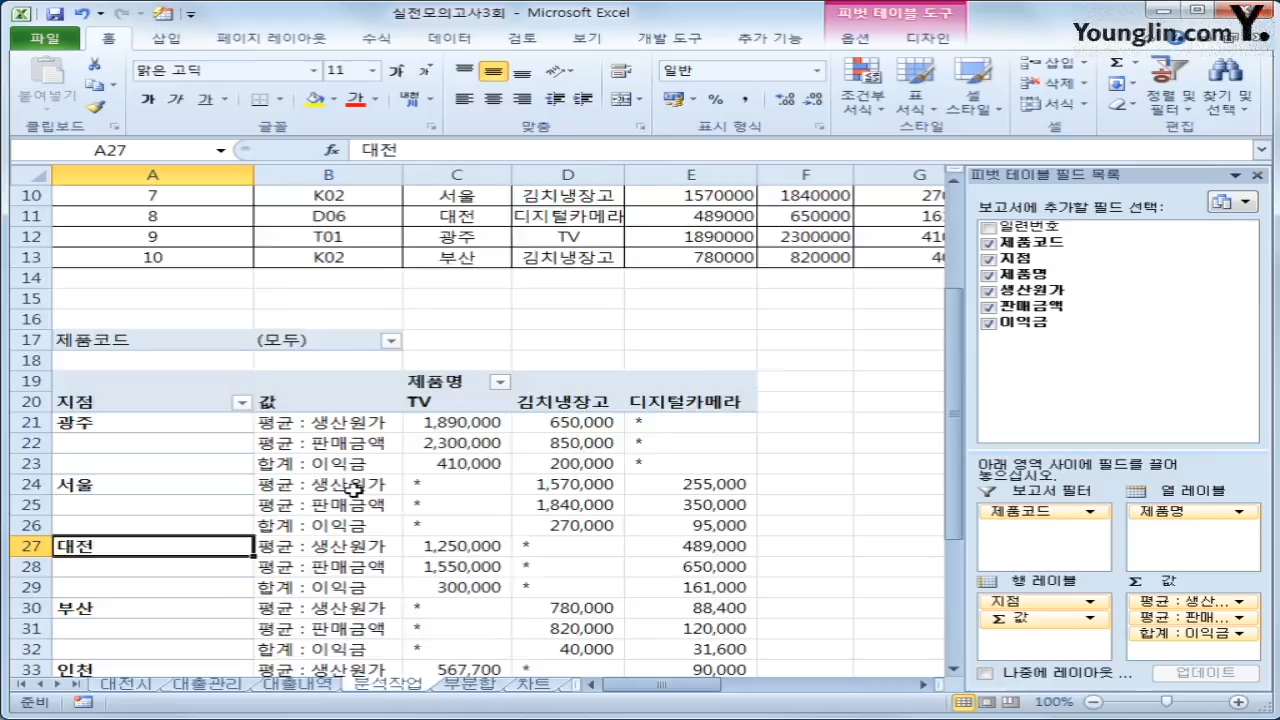 실전모의고사3회 - Microsoft Excel
피벗 테이블 도구
Younglin.com Y.
파일 홈 삽입 페이지 레이아웃 수식 데이터 검토 보기 개발 도구 추가 기능 옵션 디자인
붙여넣기
맑은 고딕 11 가 가
가 가 가
일반
% ,
조건부 서식
표 서식
셀 스타일
삽입
삭제
서식
정렬 및 필터
찾기 및 선택
클립보드 글꼴 맞춤 표시 형식 스타일 셀 편집
A27 fx 대전
A B C D E F G
10 7 K02 서울 김치냉장고 1570000 1840000 270
11 8 D06 대전 디지털카메라 489000 650000 161
12 9 T01 광주 TV 1890000 2300000 410
13 10 K02 부산 김치냉장고 780000 820000 40
14
15
16
17 제품코드 (모두)
18
19 제품명
20 지점 값 TV 김치냉장고 디지털카메라
21 광주 평균 : 생산원가 1,890,000 650,000 *
22 평균 : 판매금액 2,300,000 850,000 *
23 합계 : 이익금 410,000 200,000 *
24 서울 평균 : 생산원가 * 1,570,000 255,000
25 평균 : 판매금액 * 1,840,000 350,000
26 합계 : 이익금 * 270,000 95,000
27 대전 평균 : 생산원가 1,250,000 * 489,000
28 평균 : 판매금액 1,550,000 * 650,000
29 합계 : 이익금 300,000 * 161,000
30 부산 평균 : 생산원가 * 780,000 88,400
31 평균 : 판매금액 * 820,000 120,000
32 합계 : 이익금 * 40,000 31,600
33 인천 평균 : 생산원가 567,700 * 90,000
피벗 테이블 필드 목록
보고서에 추가할 필드 선택:
일련번호
제품코드
지점
제품명
생산원가
판매금액
이익금
아래 영역 사이에 필드를 끌어
놓으십시오.
보고서 필터 열 레이블
제품코드 제품명
행 레이블 Σ 값
지점 평균 : 생산...
Σ 값 평균 : 판매...
합계 : 이익금
나중에 레이아웃 ... 업데이트
대전시 대출관리 대출내역 분석작업 부분합 차트
준비 100%